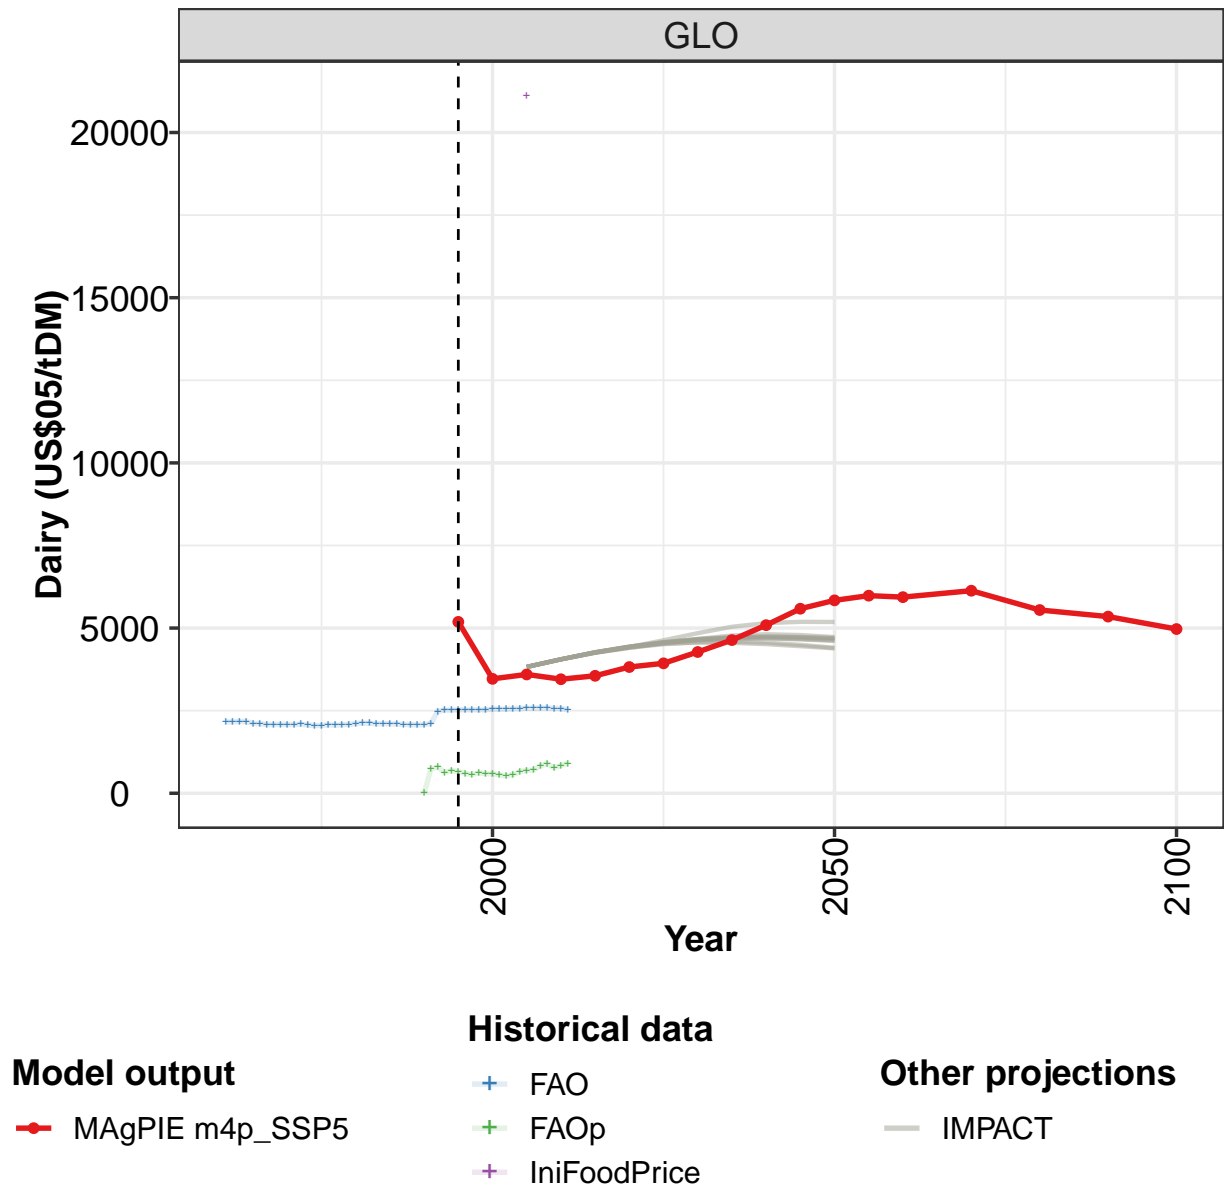 GLO
20000
15000
10000
5000
0
Dairy (US$05/tDM)
2000
2050
2100
Year
Model output
MAgPIE m4p_SSP5
Historical data
FAO
FAOp
IniFoodPrice
Other projections
IMPACT